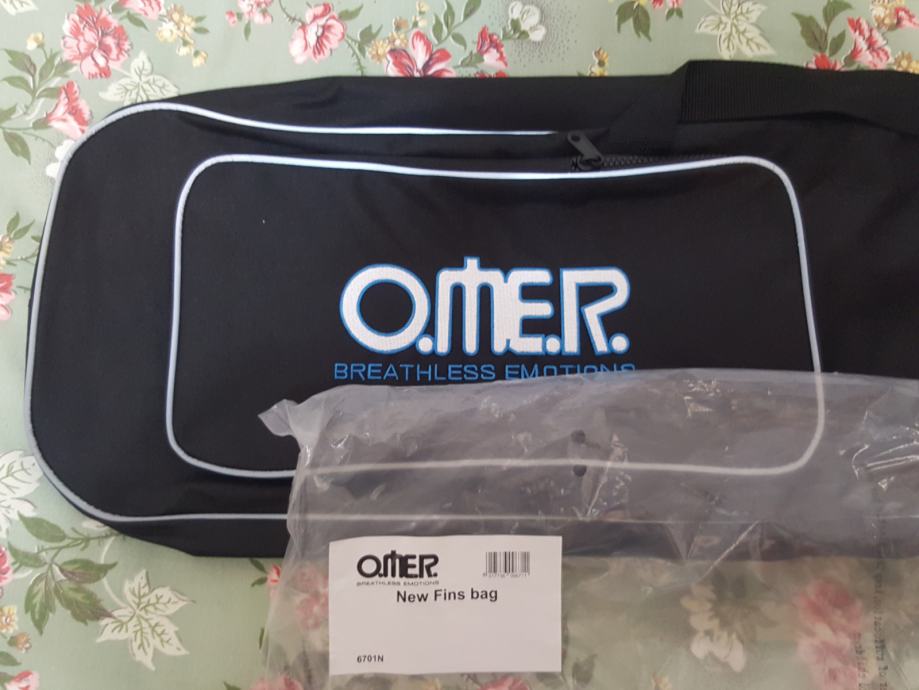 O.ME.R.
BREATHLESS EMOTIONS
O.ME.R.
BREATHLESS EMOTIONS
New Fins bag
6701N